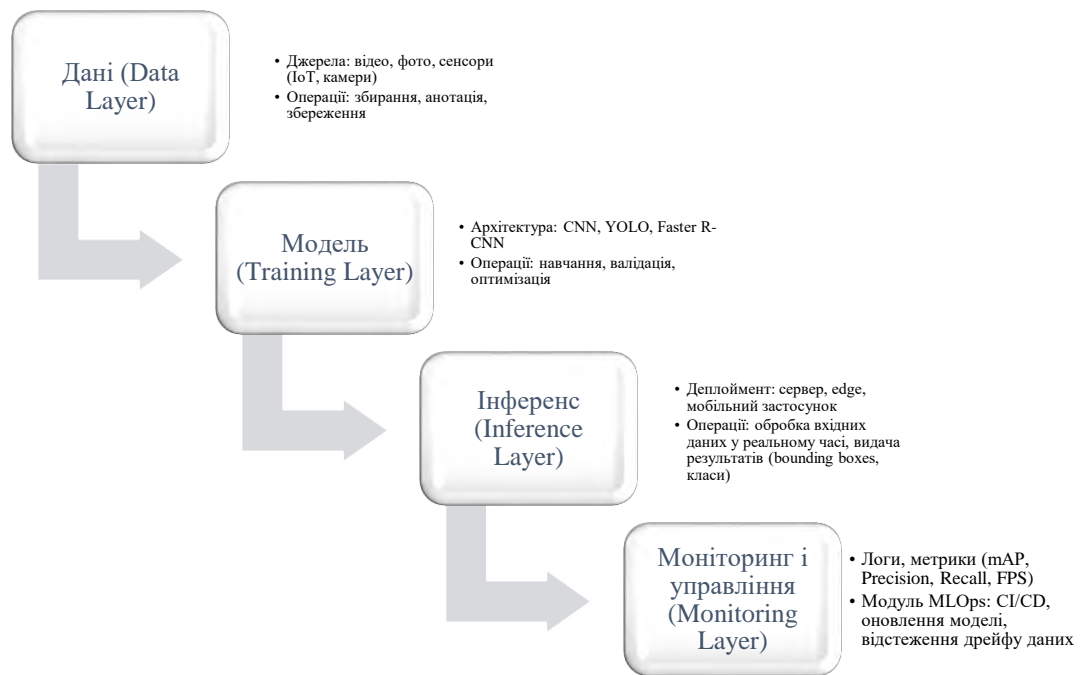 Дані (Data
Layer)
• Джерела: відео, фото, сенсори
(IoT, камери)
• Операції: збирання, анотація,
збереження
Модель
(Training Layer)
• Архітектура: CNN, YOLO, Faster R-
CNN
• Операції: навчання, валідація,
оптимізація
Інференс
(Inference
Layer)
• Деплоймент: сервер, edge,
мобільний застосунок
• Операції: обробка вхідних
даних у реальному часі, видача
результатів (bounding boxes,
класи)
Моніторинг і
управління
(Monitoring
Layer)
• Логи, метрики (mAP,
Precision, Recall, FPS)
• Модуль MLOps: CI/CD,
оновлення моделі,
відстеження дрейфу даних